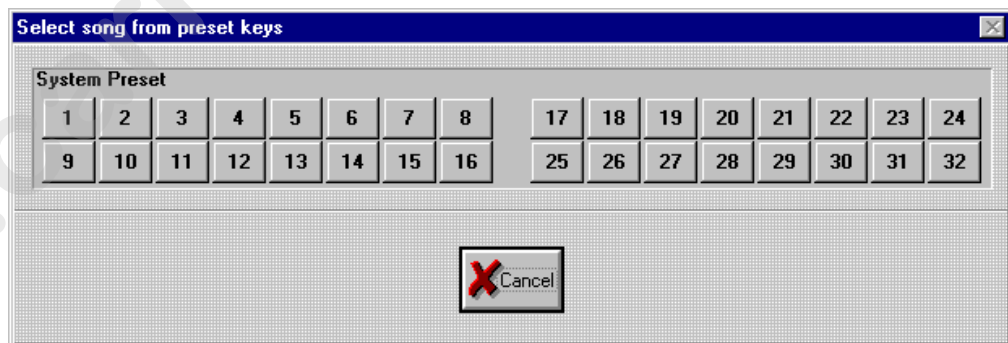 Select song from preset keys
System Preset
1 2 3 4 5 6 7 8 17 18 19 20 21 22 23 24
9 10 11 12 13 14 15 16 25 26 27 28 29 30 31 32
Cancel